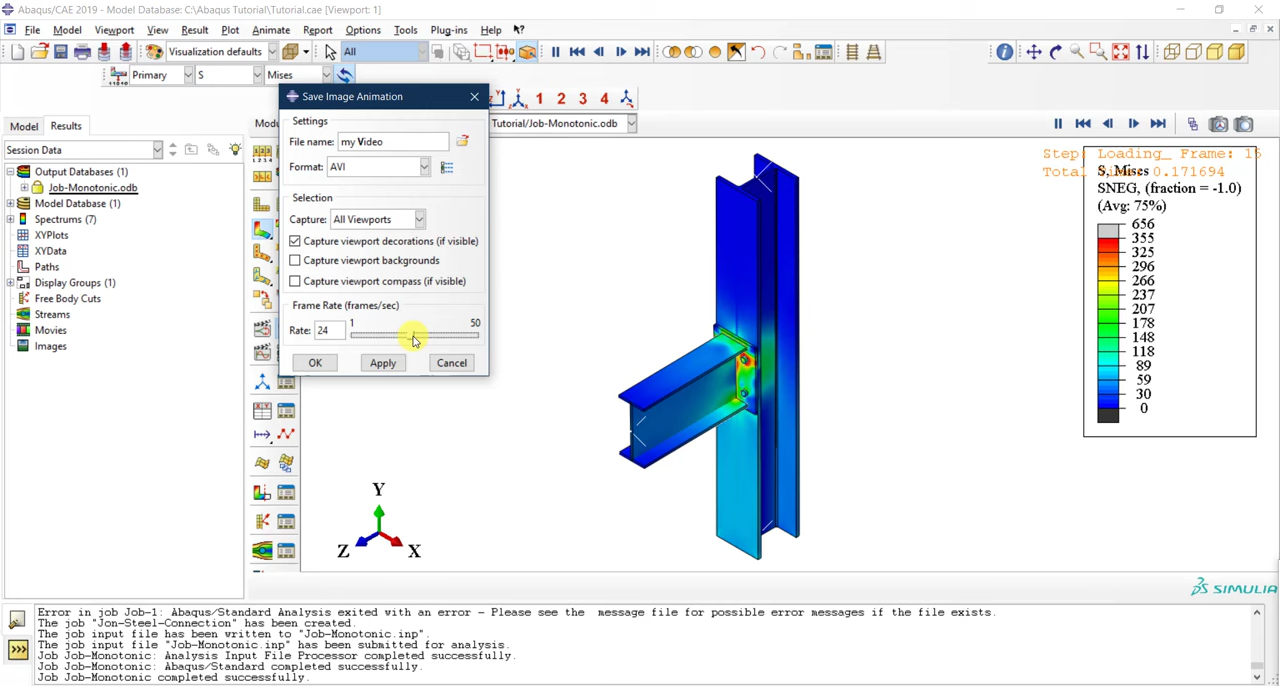 Abaqus/CAE 2019 - Model Database: C:\Abaqus Tutorial\Tutorial.cae [Viewport: 1]
File Model Viewport View Result Plot Animate Report Options Tools Plug-ins Help
Visualization defaults All
Primary S Mises
Save Image Animation
1 2 3 4
Model Results
Tutorial/Job-Monotonic.odb
Settings
File name: my Video
Format: AVI
Selection
Capture: All Viewports
Capture viewport decorations (if visible)
Capture viewport backgrounds
Capture viewport compass (if visible)
Frame Rate (frames/sec)
1 50
Rate: 24
OK Apply Cancel
Session Data
Output Databases (1)
Job-Monotonic.odb
Model Database (1)
Spectrums (7)
XYPlots
XYData
Paths
Display Groups (1)
Free Body Cuts
Streams
Movies
Images
Step: Loading_ Frame: 15
Total 0.171694
S, Mises
SNEG, (fraction = -1.0)
(Avg: 75%)
656
355
325
296
266
237
207
178
148
118
89
59
30
0
Y
Z X
SIMULIA
Error in job Job-1: Abaqus/Standard Analysis exited with an error - Please see the message file for possible error messages if the file exists.
The job "Jon-Steel-Connection" has been created.
The job input file has been written to "Job-Monotonic.inp".
The job input file "Job-Monotonic.inp" has been submitted for analysis.
Job Job-Monotonic: Analysis Input File Processor completed successfully.
Job Job-Monotonic: Abaqus/Standard completed successfully.
Job Job-Monotonic completed successfully.